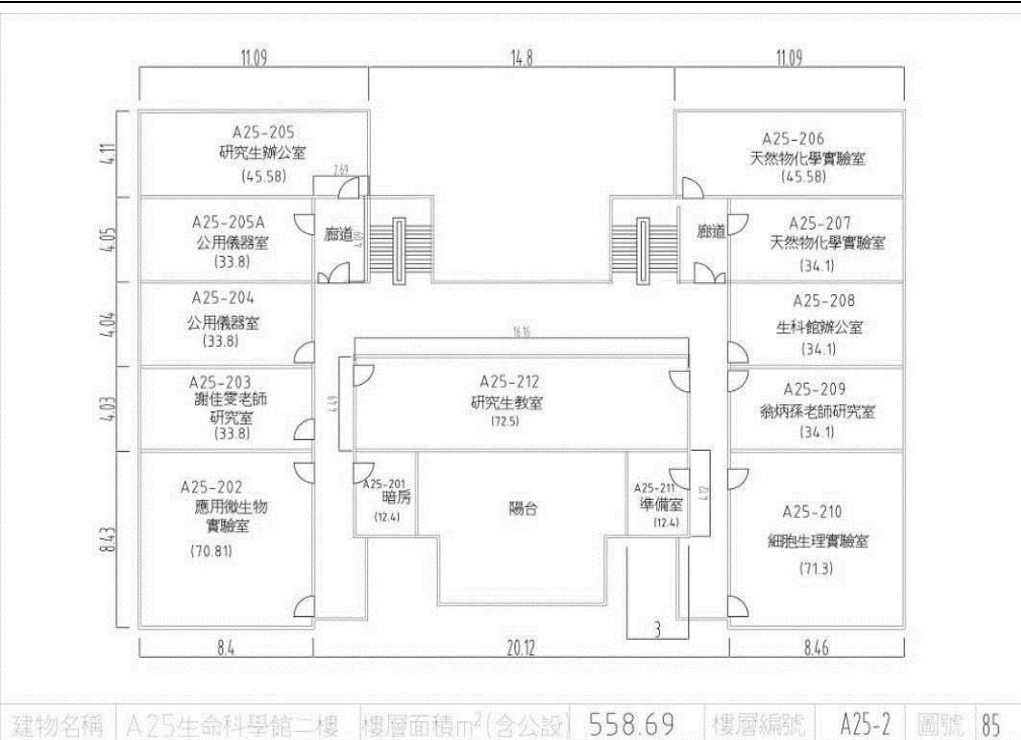 11.09
14.8
11.09
4.11
4.05
4.04
4.03
8.43
A25-205
研究生辦公室
(45.58)
2.69
A25-206
天然物化學實驗室
(45.58)
A25-205A
公用儀器室
(33.8)
廊道
4.09
廊道
A25-207
天然物化學實驗室
(34.1)
A25-204
公用儀器室
(33.8)
A25-208
生科館辦公室
(34.1)
16.16
A25-203
謝佳雯老師
研究室
(33.8)
4.49
A25-212
研究生教室
(72.5)
A25-209
翁炳孫老師研究室
(34.1)
A25-202
應用微生物
實驗室
(70.81)
A25-201
暗房
(12.4)
陽台
A25-211
準備室
(12.4)
4.12
A25-210
細胞生理實驗室
(71.3)
3
8.4
20.12
8.46
建物名稱 A25生命科學館二樓 樓層面積m²(含公設) 558.69 樓層編號 A25-2 圖號 85